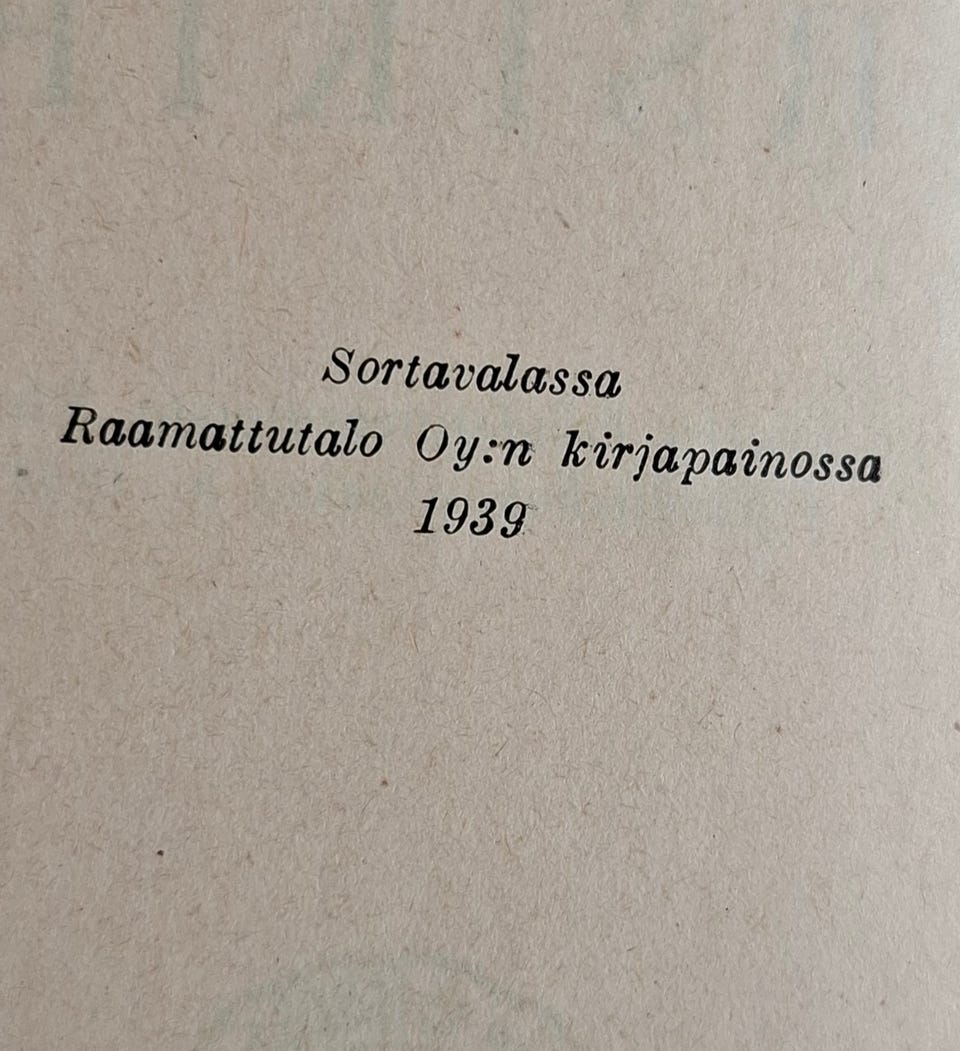 Sortavalassa
Raamattutalo Oy:n kirjapainossa
1939